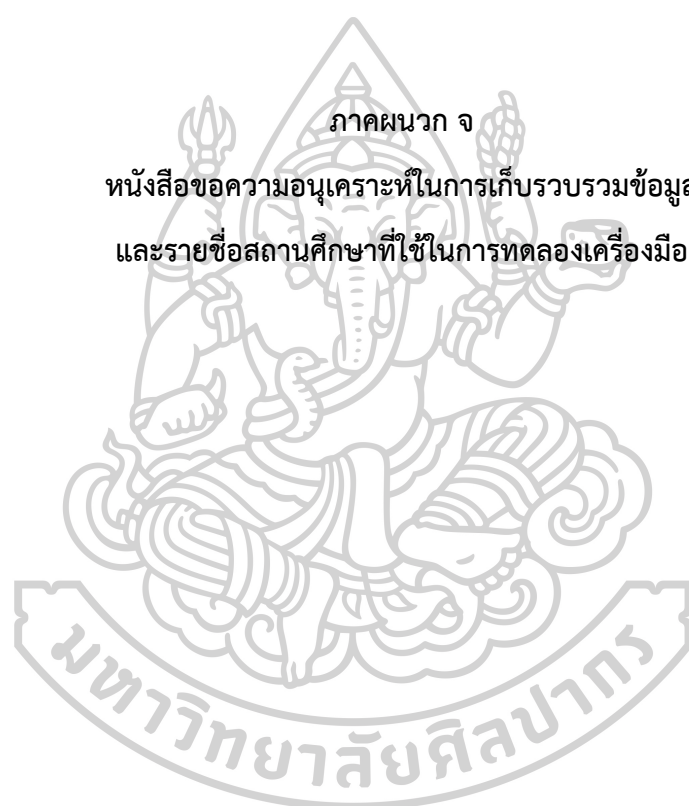 ภาคผนวก จ
หนังสือขอความอนุเคราะห์ในการเก็บรวบรวมข้อมูล
และรายชื่อสถานศึกษาที่ใช้ในการทดลองเครื่องมือ
มหาวิทยาลัยศิลปากร